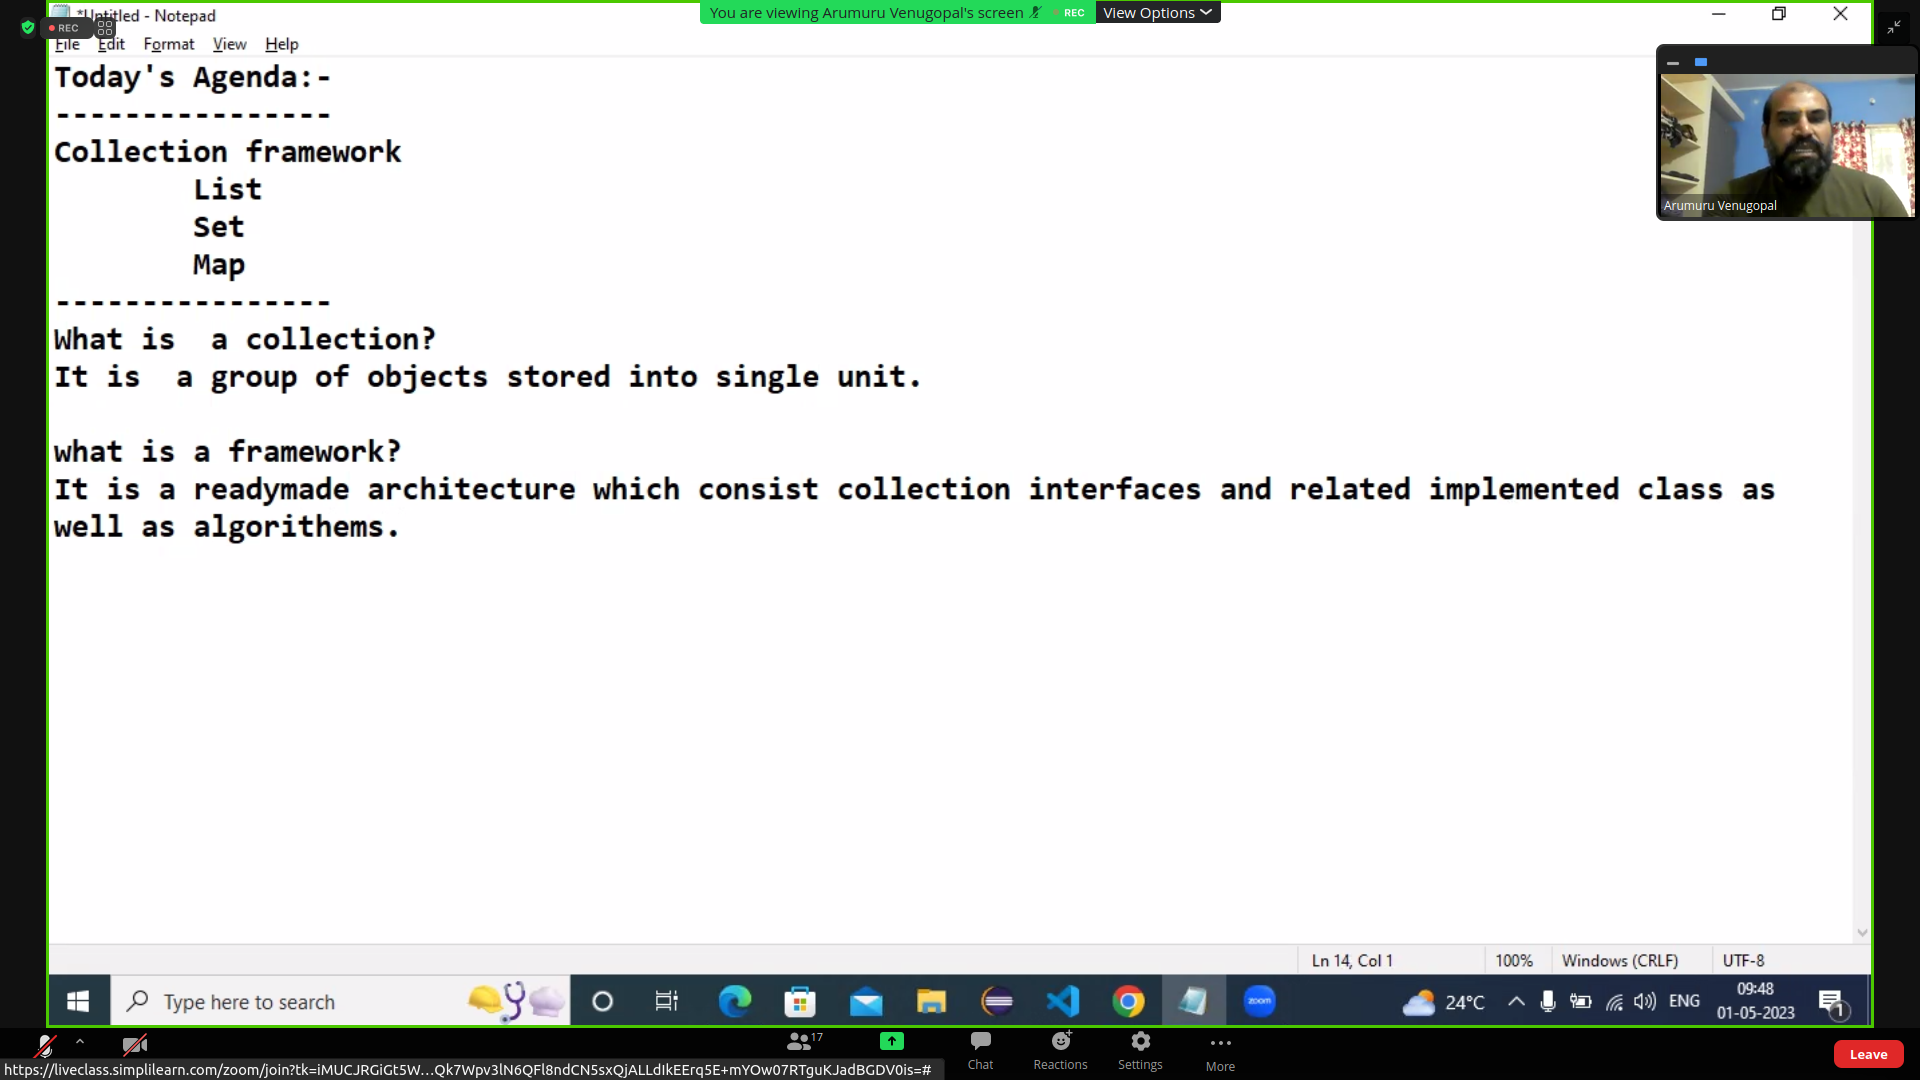 *Untitled - Notepad
You are viewing Arumuru Venugopal's screen
REC
View Options
REC
File Edit Format View Help
Today's Agenda:-
----------------
Collection framework
List
Set
Map
----------------
What is  a collection?
It is  a group of objects stored into single unit.
what is a framework?
It is a readymade architecture which consist collection interfaces and related implemented class as
well as algorithems.
Arumuru Venugopal
Ln 14, Col 1
100%
Windows (CRLF)
UTF-8
Type here to search
zoom
24°C
ENG
09:48
01-05-2023
1
17
Chat
Reactions
Settings
More
Leave
https://liveclass.simplilearn.com/zoom/join?tk=iMUCJRGiGt5W…Qk7Wpv3lN6QFl8ndCN5sxQjALLdIkEErq5E+mYOw07RTguKJadBGDV0is=#